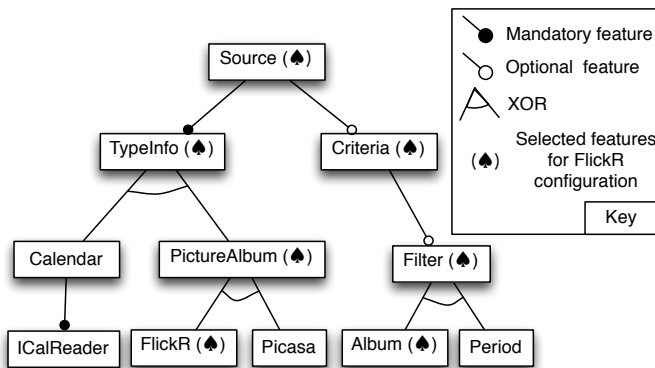 Source (♠)
TypeInfo (♠)
Criteria (♠)
Calendar
PictureAlbum (♠)
Filter (♠)
ICalReader
FlickR (♠)
Picasa
Album (♠)
Period
Mandatory feature
Optional feature
XOR
(♠) Selected features
for FlickR
configuration
Key